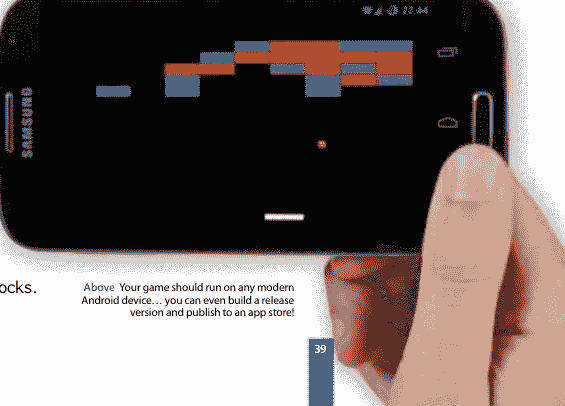 22:44
SAMSUNG
ocks.
Above Your game should run on any modern
Android device... you can even build a release
version and publish to an app store!
39